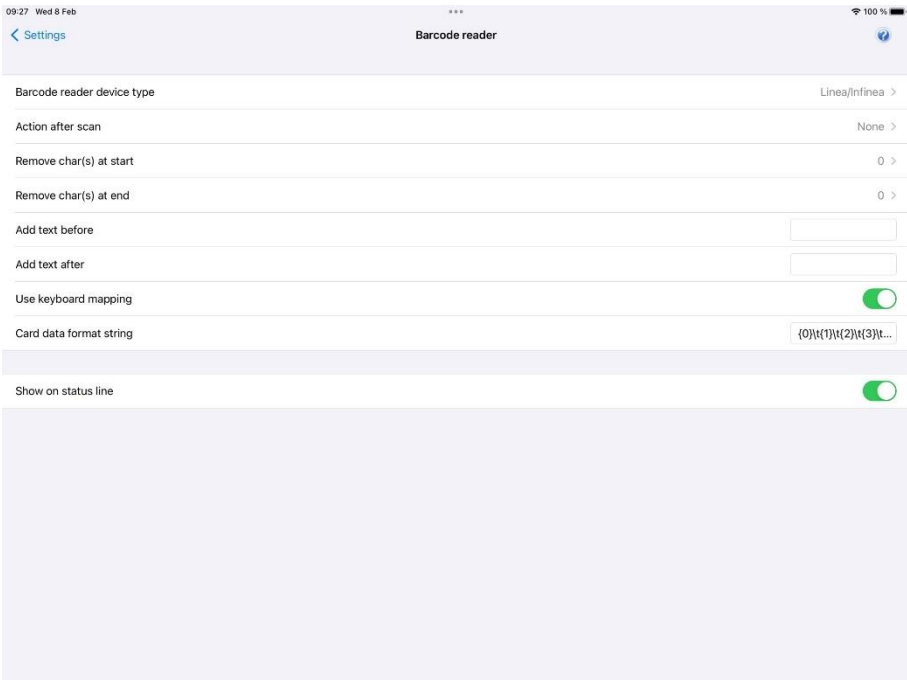 09:27 Wed 8 Feb 100 %
Settings Barcode reader ?
Barcode reader device type Linea/Infinea
Action after scan None
Remove char(s) at start 0
Remove char(s) at end 0
Add text before
Add text after
Use keyboard mapping
Card data format string {0}\t{1}\t{2}\t{3}\t...
Show on status line